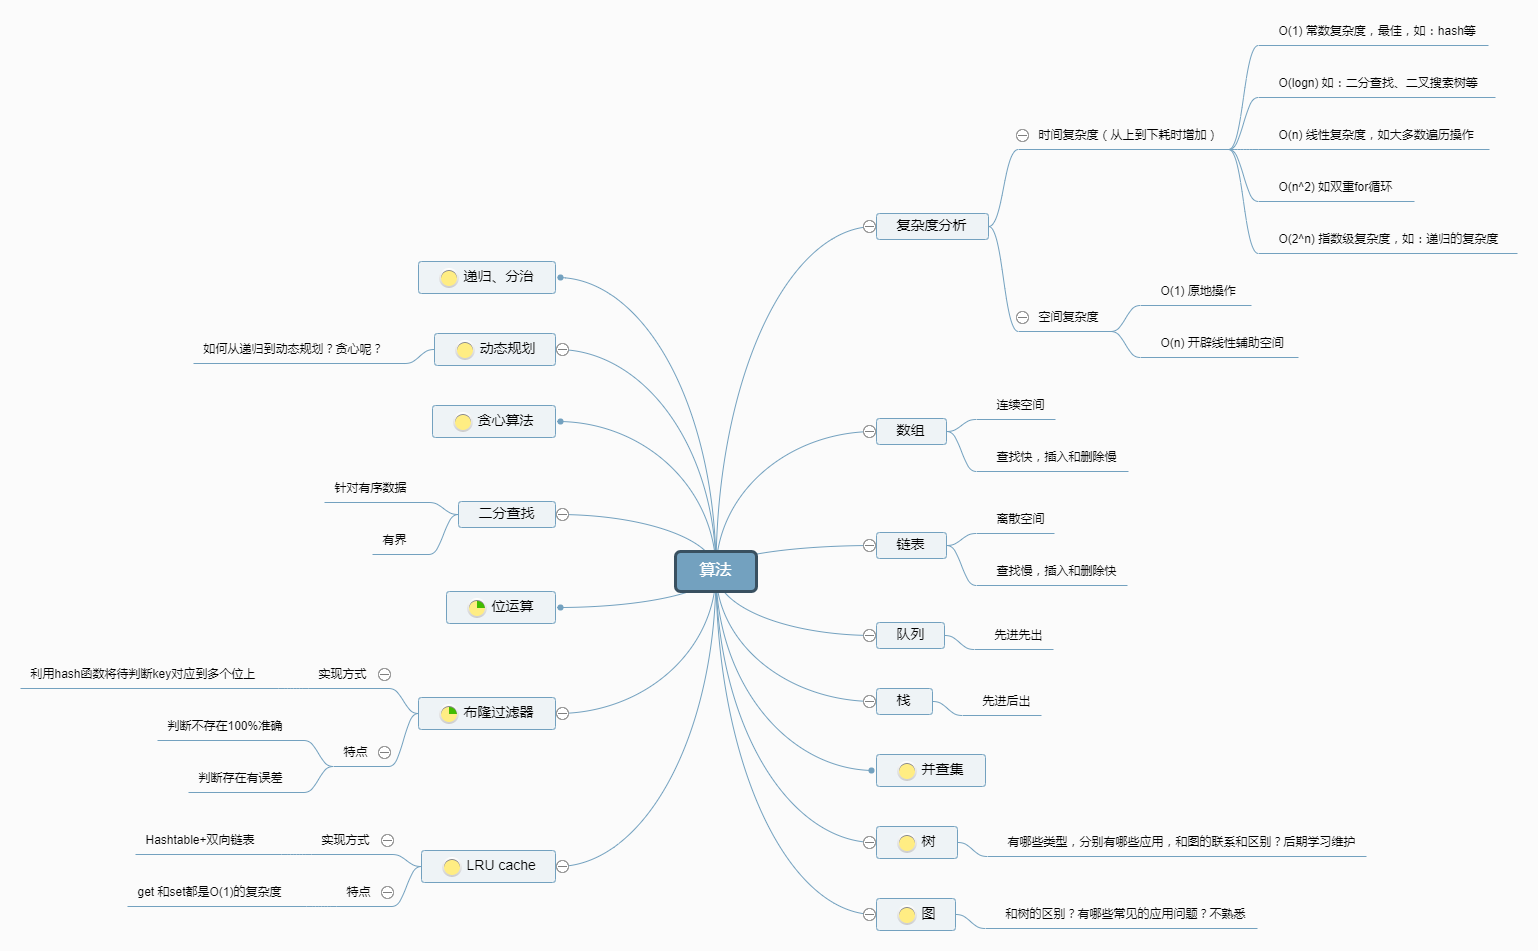 算法
复杂度分析
时间复杂度（从上到下耗时增加）
O(1) 常数复杂度，最佳，如：hash等
O(logn) 如：二分查找、二叉搜索树等
O(n) 线性复杂度，如大多数遍历操作
O(n^2) 如双重for循环
O(2^n) 指数级复杂度，如：递归的复杂度
空间复杂度
O(1) 原地操作
O(n) 开辟线性辅助空间
数组
连续空间
查找快，插入和删除慢
链表
离散空间
查找慢，插入和删除快
队列
先进先出
栈
先进后出
并查集
树
有哪些类型，分别有哪些应用，和图的联系和区别？后期学习维护
图
和树的区别？有哪些常见的应用问题？不熟悉
递归、分治
动态规划
如何从递归到动态规划？贪心呢？
贪心算法
二分查找
针对有序数据
有界
位运算
布隆过滤器
实现方式
利用hash函数将待判断key对应到多个位上
特点
判断不存在100%准确
判断存在有误差
LRU cache
实现方式
Hashtable+双向链表
特点
get 和set都是O(1)的复杂度